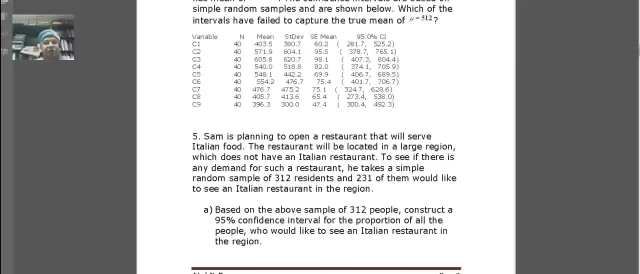 simple random samples and are shown below. Which of the
intervals have failed to capture the true mean of μ = 512?
Variable N Mean StDev SE Mean 95.0% CI
C1 40 403.5 380.7 60.2 ( 281.7, 525.2)
C2 40 571.9 604.1 95.5 ( 378.7, 765.1)
C3 40 605.8 620.7 98.1 ( 407.3, 804.4)
C4 40 540.0 518.8 82.0 ( 374.1, 705.9)
C5 40 548.1 442.2 69.9 ( 406.7, 689.5)
C6 40 554.2 476.7 75.4 ( 401.7, 706.7)
C7 40 476.7 475.2 75.1 ( 324.7, 628.6)
C8 40 405.7 413.6 65.4 ( 273.4, 538.0)
C9 40 396.3 300.0 47.4 ( 300.4, 492.3)
5. Sam is planning to open a restaurant that will serve
Italian food. The restaurant will be located in a large region,
which does not have an Italian restaurant. To see if there is
any demand for such a restaurant, he takes a simple
random sample of 312 residents and 231 of them would like
to see an Italian restaurant in the region.
a) Based on the above sample of 312 people, construct a
95% confidence interval for the proportion of all the
people, who would like to see an Italian restaurant in
the region.